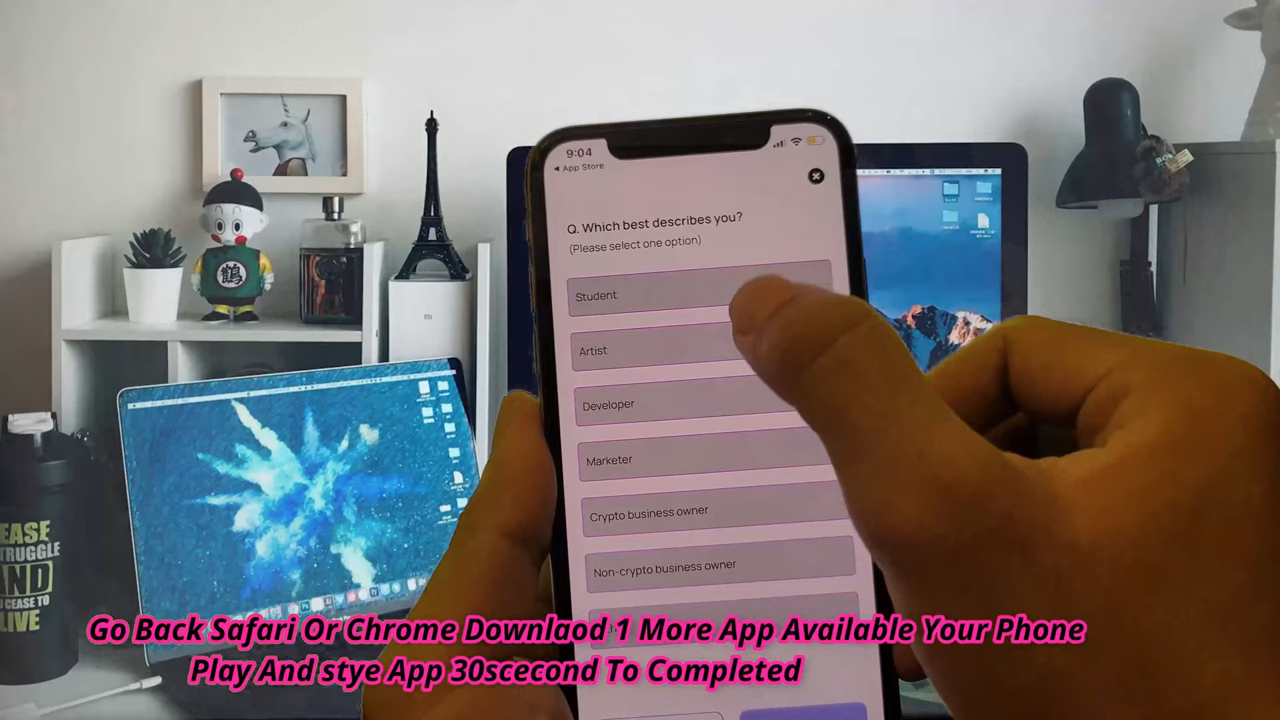 9:04
App Store
Q. Which best describes you?
(Please select one option)
Student
Artist
Developer
Marketer
Crypto business owner
Non-crypto business owner
鶴
EASE
TRUGGLE
AND
CEASE TO
LIVE
Go Back Safari Or Chrome Downlaod 1 More App Available Your Phone
Play And stye App 30scecond To Completed